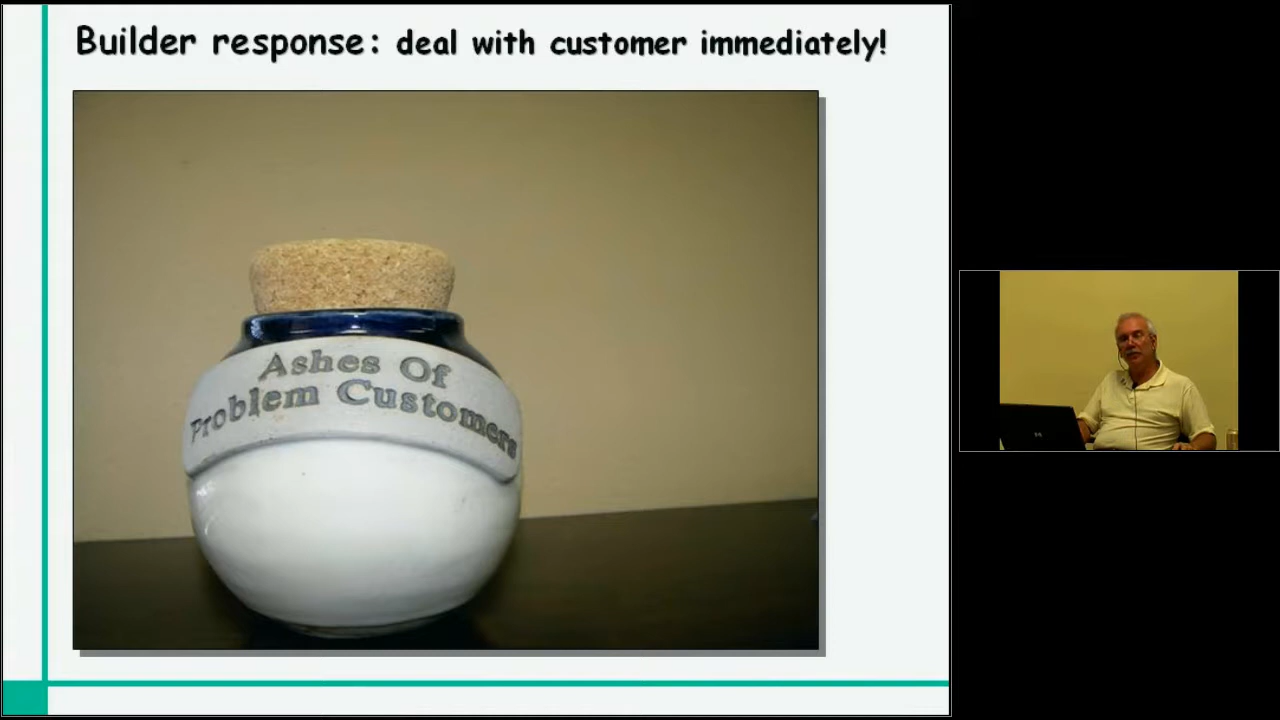 Builder response: deal with customer immediately!
Ashes Of
Problem Customers